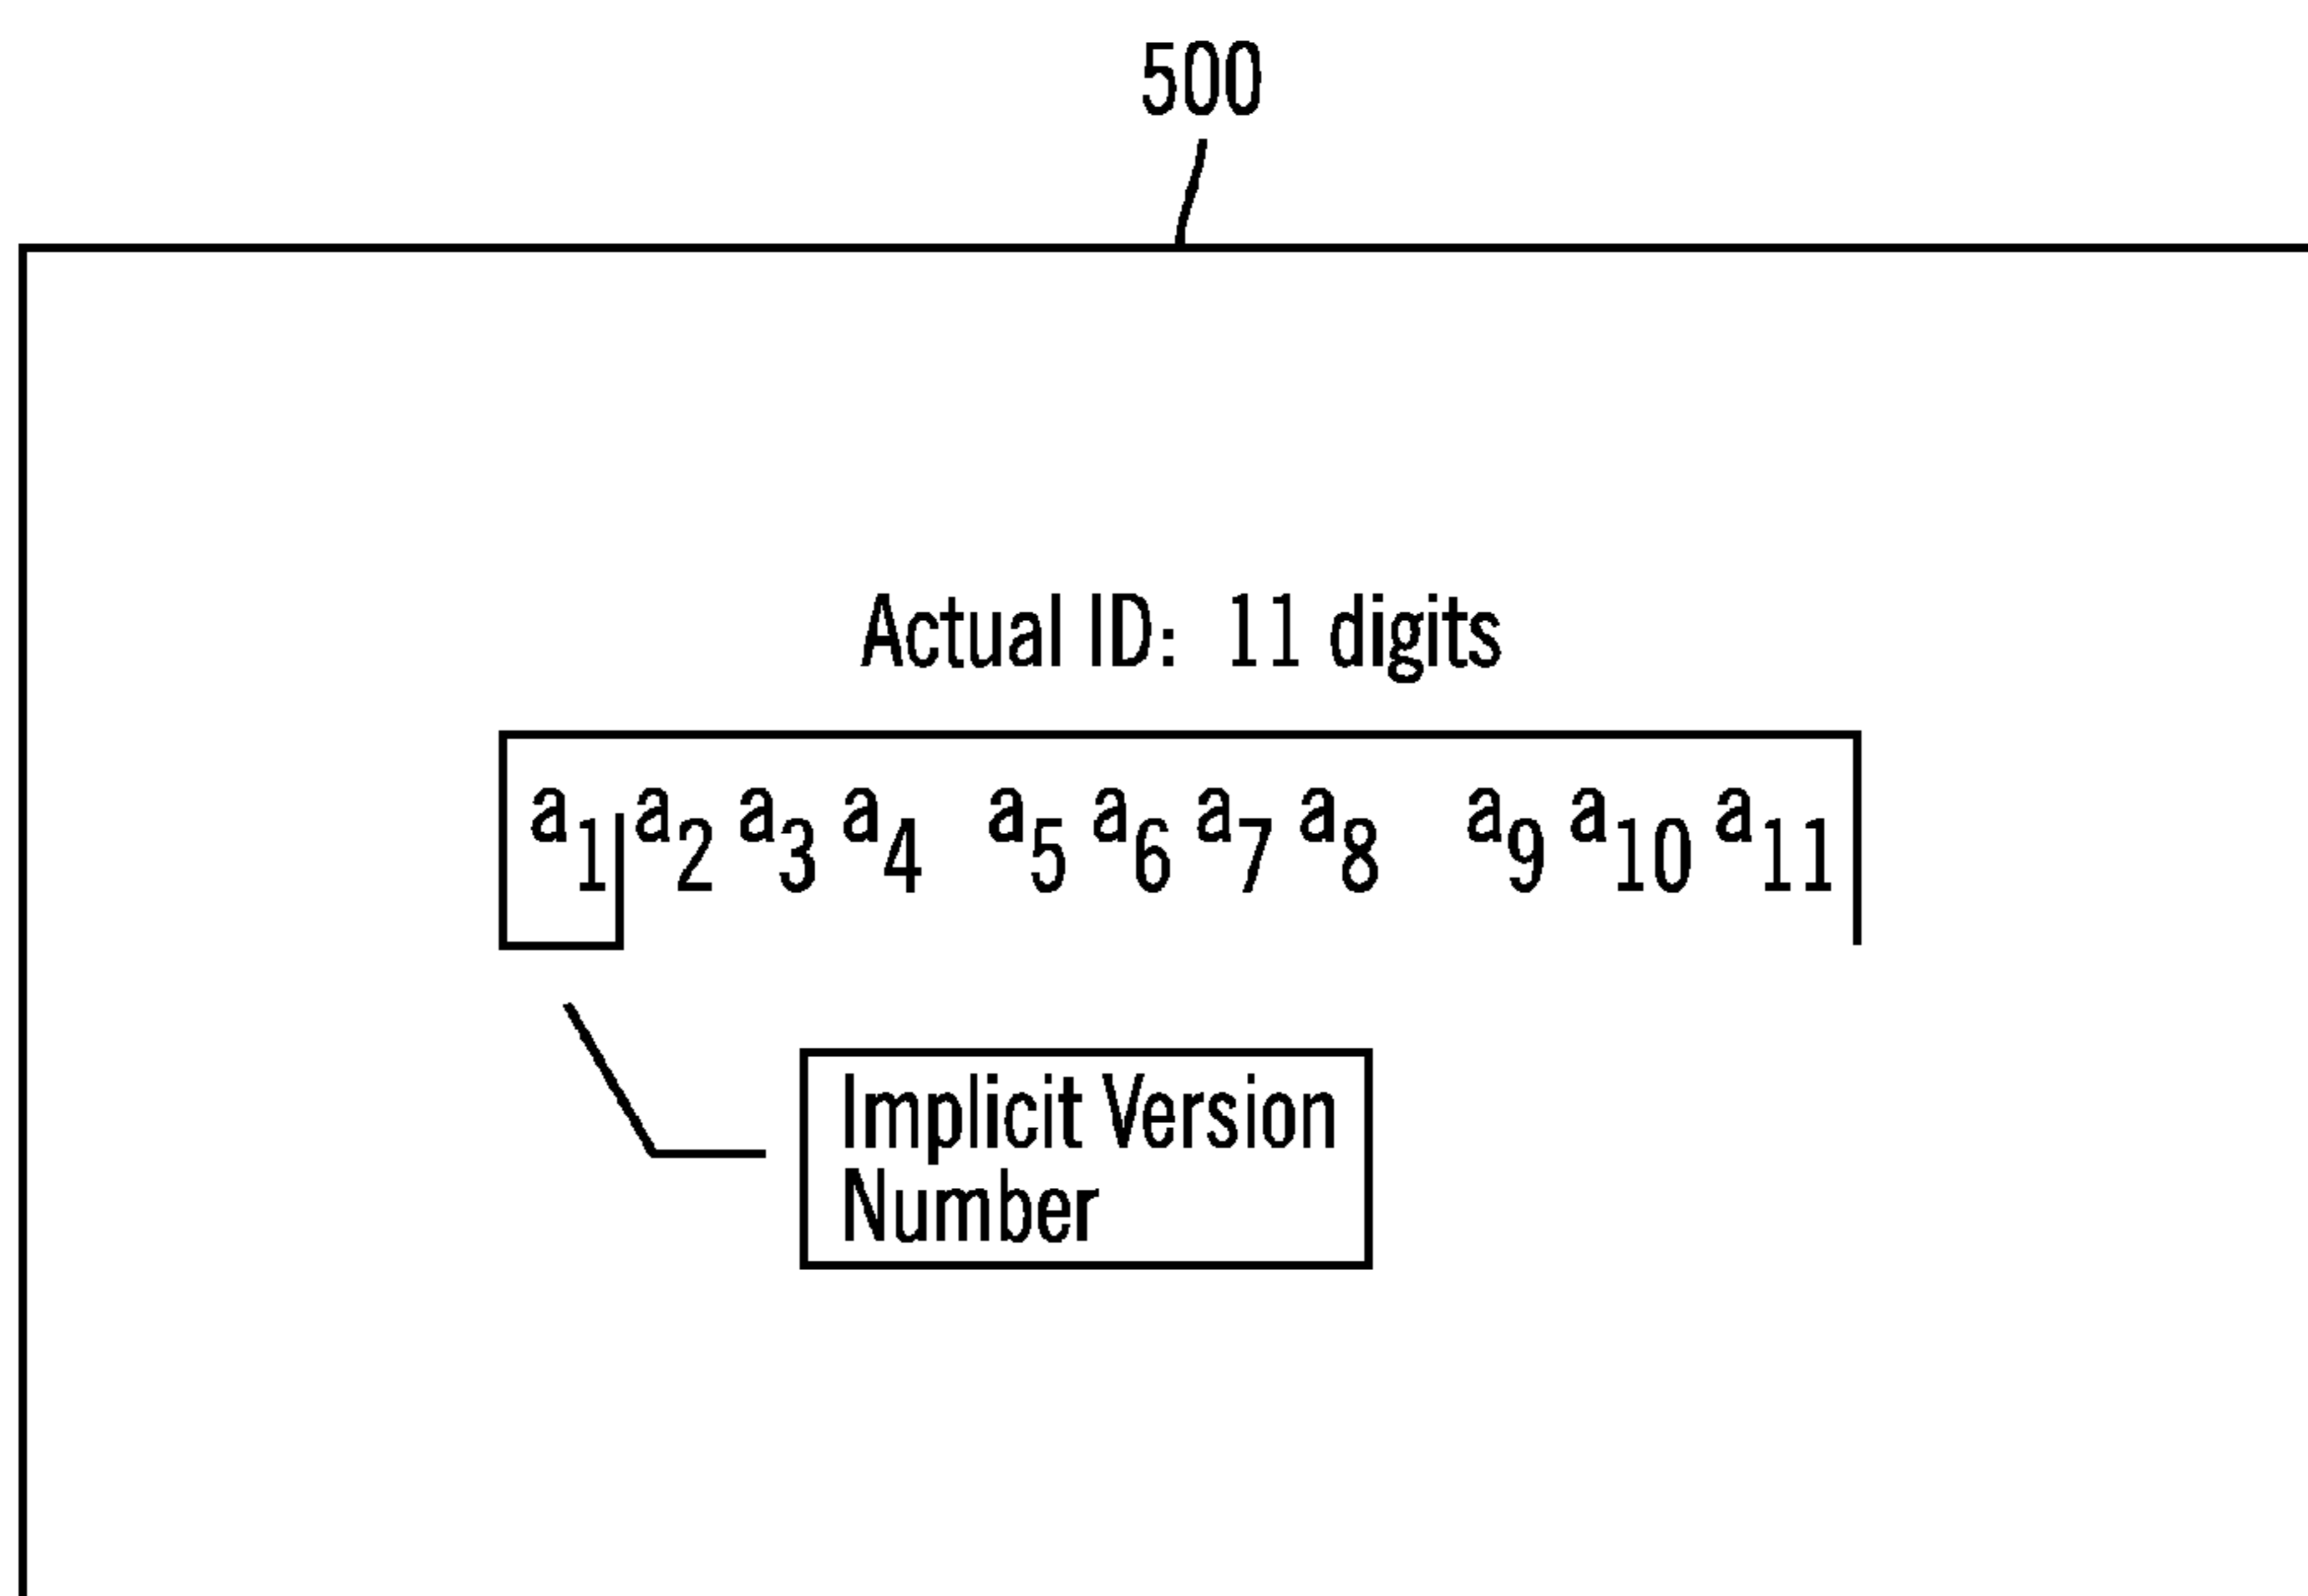 500
Actual ID: 11 digits
a1 a2 a3 a4 a5 a6 a7 a8 a9 a10 a11
Implicit Version
Number